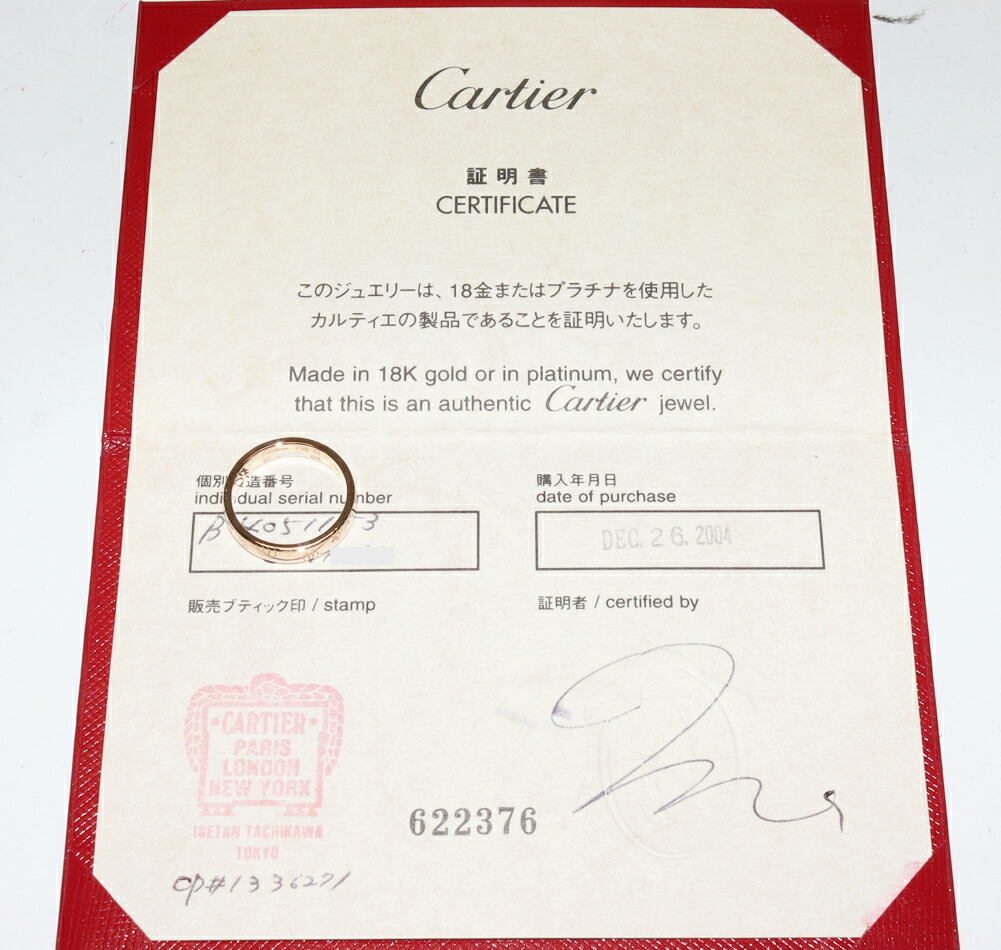 Cartier
証明書
CERTIFICATE
このジュエリーは、18金またはプラチナを使用した
カルティエの製品であることを証明いたします。
Made in 18K gold or in platinum, we certify
that this is an authentic Cartier jewel.
個別 造番号
individual serial number
購入年月日
date of purchase
DEC. 26. 2004
販売ブティック印 / stamp
証明者 / certified by
CARTIER
PARIS
LONDON
NEW YORK
ISETAN TACHIKAWA
TOKYO
622376
CP#1336271